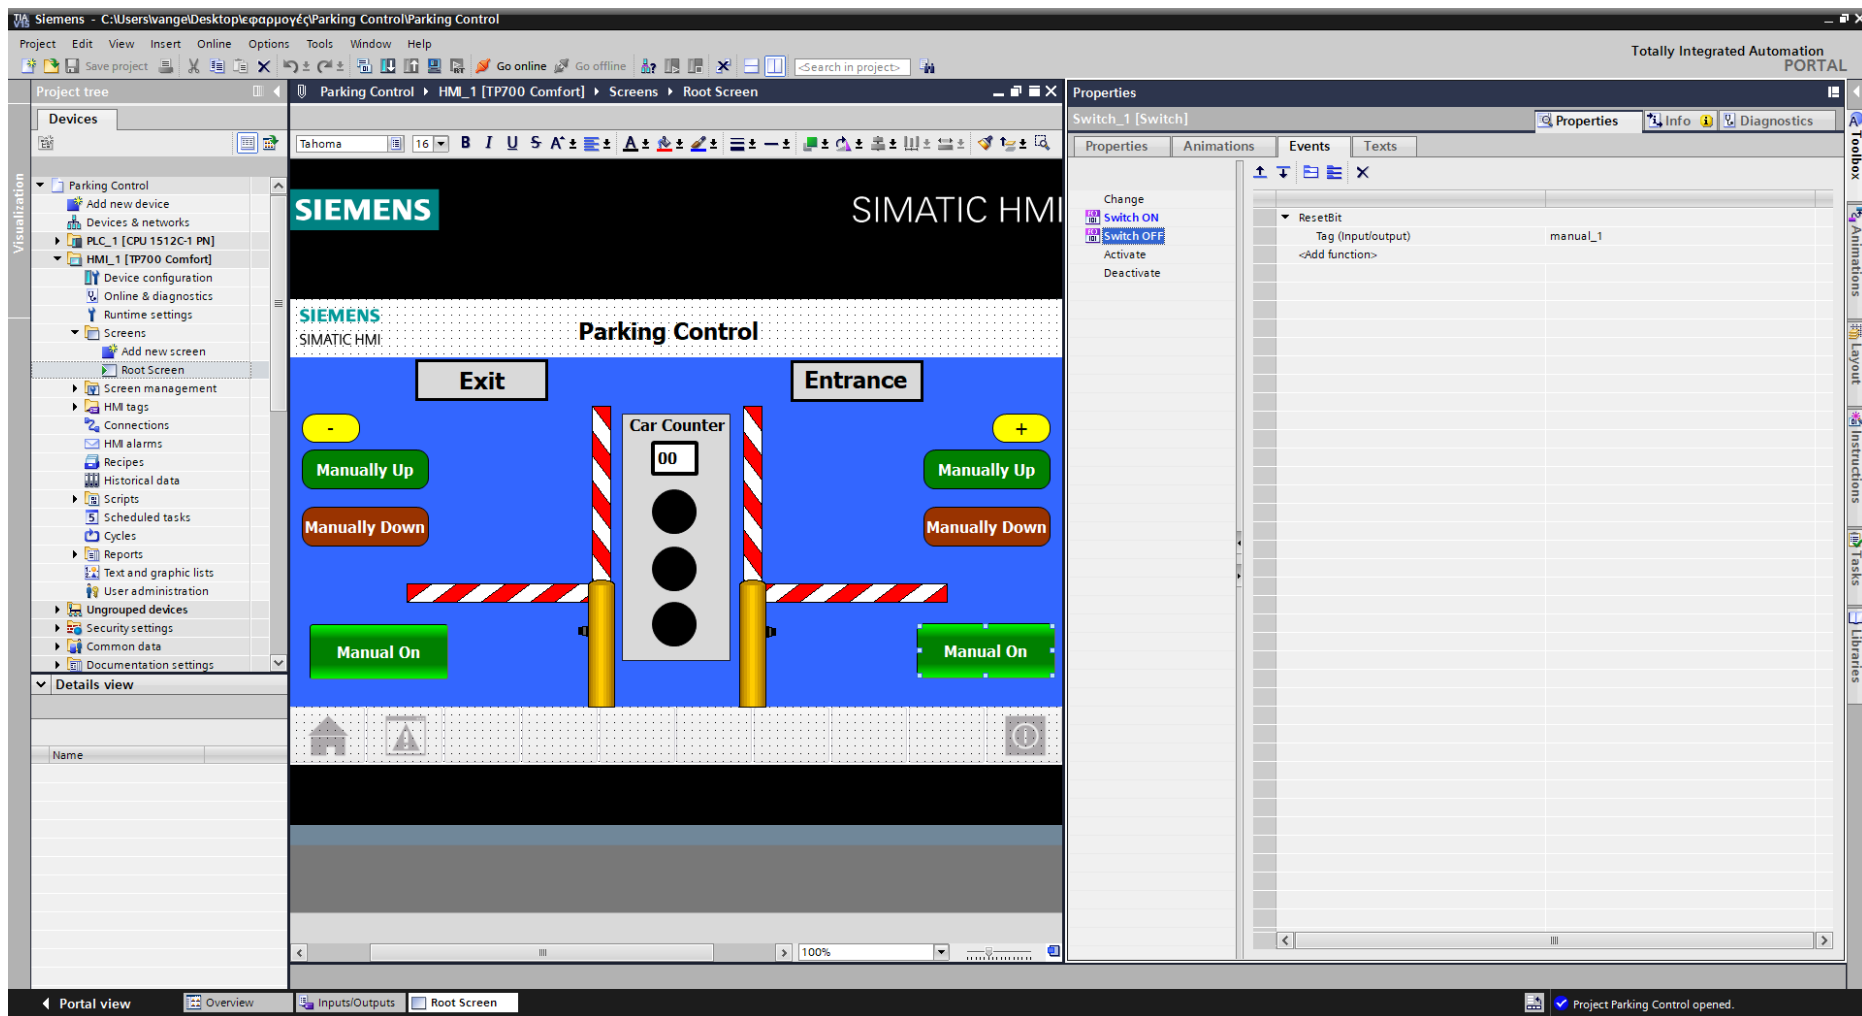 Siemens - C:\Users\vange\Desktop\εφαρμογές\Parking Control\Parking Control
Project Edit View Insert Online Options Tools Window Help
Totally Integrated Automation
PORTAL
Save project Go online Go offline <Search in project>
Project tree
Parking Control HMI_1 [TP700 Comfort] Screens Root Screen
Properties
Devices
Switch_1 [Switch]
Properties Info Diagnostics
Tahoma 16 B I U S A
Properties Animations Events Texts
Visualization
Parking Control
Add new device
Devices & networks
PLC_1 [CPU 1512C-1 PN]
HMI_1 [TP700 Comfort]
Device configuration
Online & diagnostics
Runtime settings
Screens
Add new screen
Root Screen
Screen management
HMI tags
Connections
HMI alarms
Recipes
Historical data
Scripts
Scheduled tasks
Cycles
Reports
Text and graphic lists
User administration
Ungrouped devices
Security settings
Common data
Documentation settings
Details view
Name
SIEMENS
SIMATIC HMI
SIEMENS
SIMATIC HMI
Parking Control
Exit
Entrance
-
Car Counter
+
00
Manually Up
Manually Up
Manually Down
Manually Down
Manual On
Manual On
100%
Change
Switch ON
Switch OFF
Activate
Deactivate
ResetBit
Tag (Input/output) manual_1
<Add function>
Toolbox
Animations
Layout
Instructions
Tasks
Libraries
Portal view Overview Inputs/Outputs Root Screen
Project Parking Control opened.